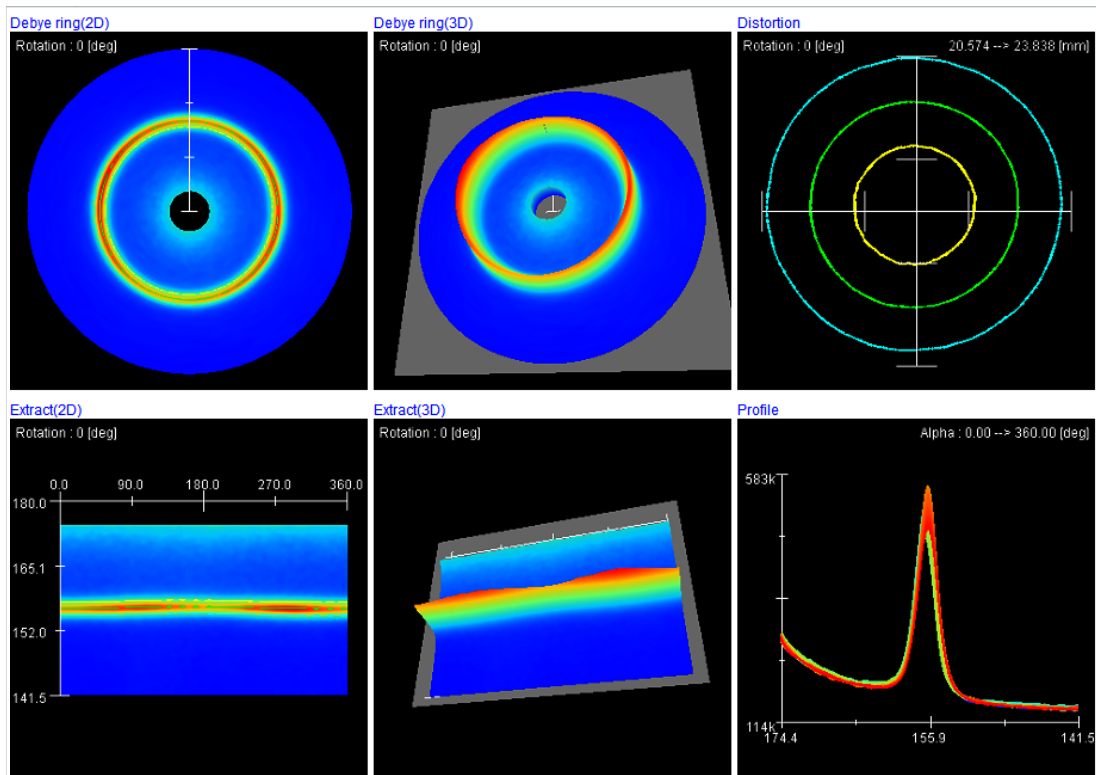 Debye ring(2D)
Rotation : 0 [deg]
Debye ring(3D)
Rotation : 0 [deg]
Distortion
Rotation : 0 [deg]
20.574 --> 23.838 [mm]
Extract(2D)
Rotation : 0 [deg]
0.0 90.0 180.0 270.0 360.0
180.0
165.1
152.0
141.5
Extract(3D)
Rotation : 0 [deg]
Profile
Alpha : 0.00 --> 360.00 [deg]
583k
114k
174.4 155.9 141.5